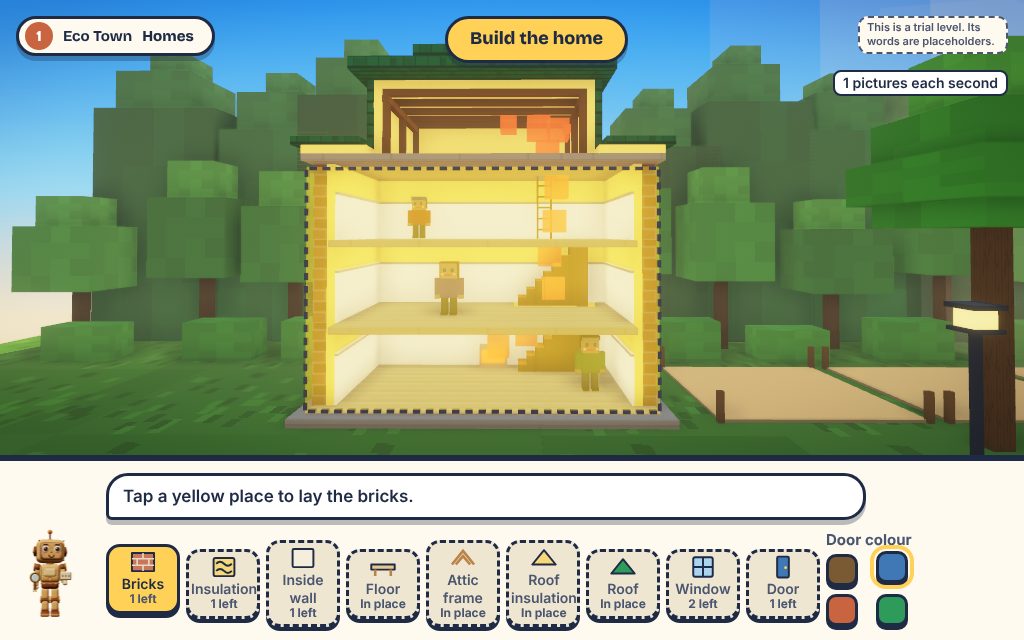 1 Eco Town Homes
Build the home
This is a trial level. Its
words are placeholders.
1 pictures each second
Tap a yellow place to lay the bricks.
Bricks
1 left
Insulation
1 left
Inside
wall
1 left
Floor
In place
Attic
frame
In place
Roof
insulation
In place
Roof
In place
Window
2 left
Door
1 left
Door colour